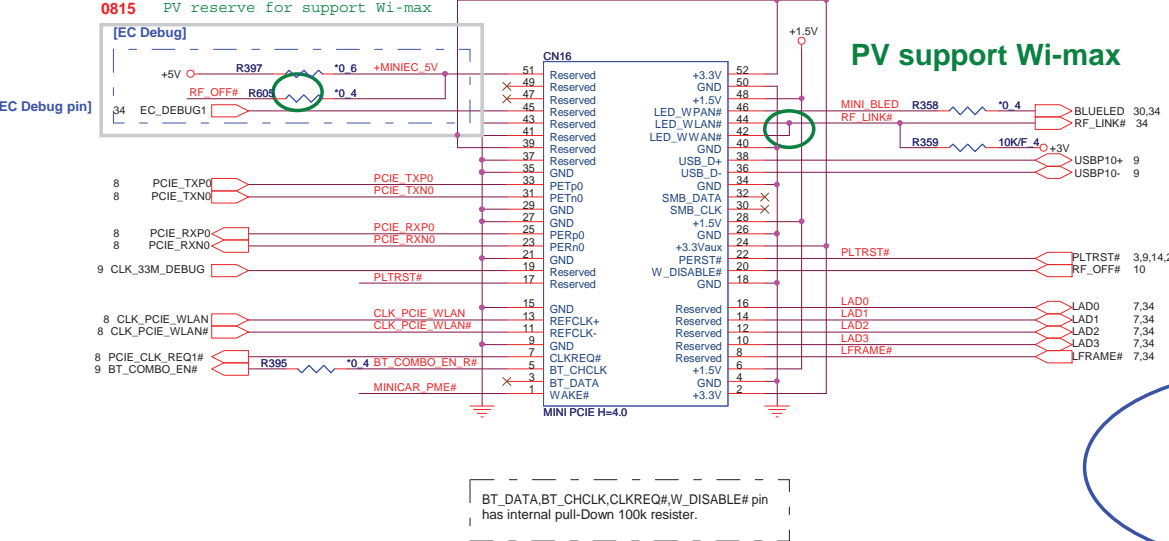 0815 PV reserve for support Wi-max
[EC Debug]
+5V R397 *0_6 +MINIEC_5V
RF_OFF# R605 *0_4
EC Debug pin] 34 EC_DEBUG1
CN16
+1.5V
PV support Wi-max
51 Reserved +3.3V 52
49 Reserved GND 50
47 Reserved +1.5V 48
45 Reserved LED_WPAN# 46 MINI_BLED R358 *0_4 BLUELED 30,34
43 Reserved LED_WLAN# 44 RF_LINK# RF_LINK# 34
41 Reserved LED_WWAN# 42
39 Reserved GND 40 R359 10K/F_4 +3V
37 Reserved USB_D+ 38 USBP10+ 9
35 GND USB_D- 36 USBP10- 9
8 PCIE_TXP0 PCIE_TXP0 33 PETp0 GND 34
8 PCIE_TXN0 PCIE_TXN0 31 PETn0 SMB_DATA 32
29 GND SMB_CLK 30
27 GND +1.5V 28
8 PCIE_RXP0 PCIE_RXP0 25 PERp0 GND 26
8 PCIE_RXN0 PCIE_RXN0 23 PERn0 +3.3Vaux 24
21 GND PERST# 22 PLTRST# PLTRST# 3,9,14,2
9 CLK_33M_DEBUG 19 Reserved W_DISABLE# 20 RF_OFF# 10
PLTRST# 17 Reserved GND 18
15 GND Reserved 16 LAD0 LAD0 7,34
8 CLK_PCIE_WLAN CLK_PCIE_WLAN 13 REFCLK+ Reserved 14 LAD1 LAD1 7,34
8 CLK_PCIE_WLAN# CLK_PCIE_WLAN# 11 REFCLK- Reserved 12 LAD2 LAD2 7,34
9 GND Reserved 10 LAD3 LAD3 7,34
8 PCIE_CLK_REQ1# 7 CLKREQ# Reserved 8 LFRAME# LFRAME# 7,34
9 BT_COMBO_EN# R395 *0_4 BT_COMBO_EN_R# 5 BT_CHCLK +1.5V 6
3 BT_DATA GND 4
MINICAR_PME# 1 WAKE# +3.3V 2
MINI PCIE H=4.0
BT_DATA,BT_CHCLK,CLKREQ#,W_DISABLE# pin
has internal pull-Down 100k resister.